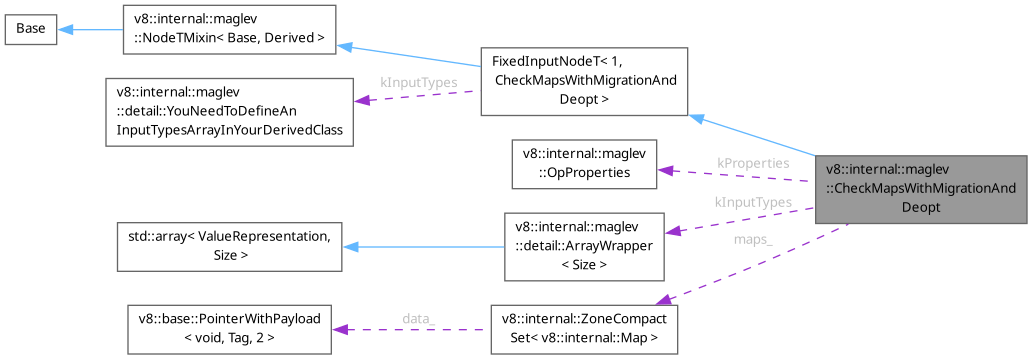 Base
v8::internal::maglev
::NodeTMixin< Base, Derived >
FixedInputNodeT< 1,
CheckMapsWithMigrationAnd
Deopt >
kInputTypes
v8::internal::maglev
::detail::YouNeedToDefineAn
InputTypesArrayInYourDerivedClass
v8::internal::maglev
::OpProperties
kProperties
v8::internal::maglev
::CheckMapsWithMigrationAnd
Deopt
kInputTypes
v8::internal::maglev
::detail::ArrayWrapper
< Size >
std::array< ValueRepresentation,
Size >
maps_
v8::internal::ZoneCompact
Set< v8::internal::Map >
data_
v8::base::PointerWithPayload
< void, Tag, 2 >